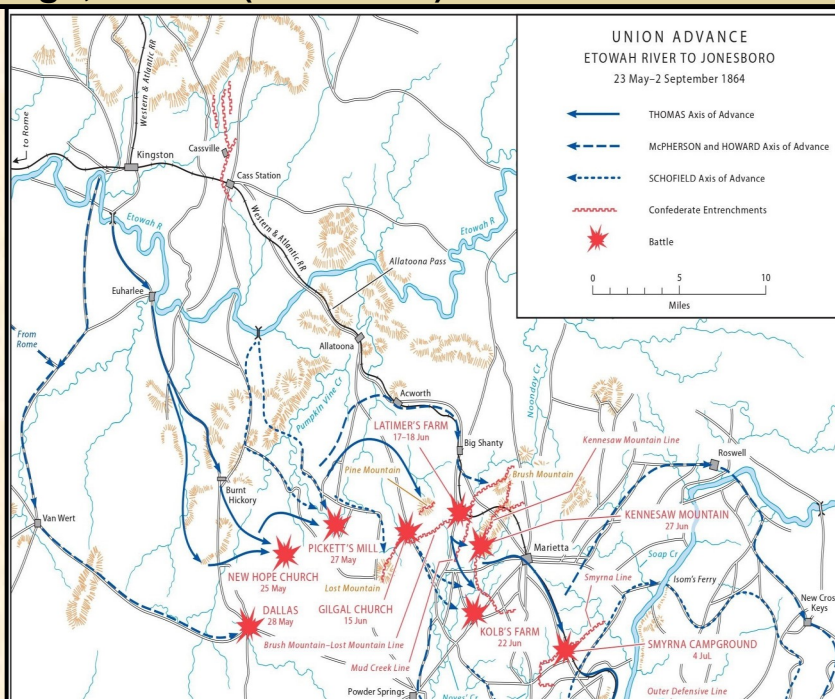 UNION ADVANCE
ETOWAH RIVER TO JONESBORO
23 May–2 September 1864
THOMAS Axis of Advance
McPHERSON and HOWARD Axis of Advance
SCHOFIELD Axis of Advance
Confederate Entrenchments
Battle
0 5 10
Miles
to Rome
Western & Atlantic RR
Kingston
Cassville
Cass Station
Western & Atlantic RR
Etowah R
Etowah R
Allatoona Pass
Euharlee
From
Rome
Allatoona
Pumpkin Vine Cr
Acworth
Noonday Cr
LATIMER'S FARM
17–18 Jun
Big Shanty
Kennesaw Mountain Line
Pine Mountain
Brush Mountain
Roswell
Burnt
Hickory
Van Wert
KENNESAW MOUNTAIN
27 Jun
PICKETT'S MILL
27 May
Marietta
Soap Cr
NEW HOPE CHURCH
25 May
Lost Mountain
Smyrna Line
Isom's Ferry
New Cros
Keys
DALLAS
28 May
GILGAL CHURCH
15 Jun
KOLB'S FARM
22 Jun
Brush Mountain–Lost Mountain Line
SMYRNA CAMPGROUND
4 JuL
Mud Creek Line
Powder Springs
Noyes' Cr
Outer Defensive Line